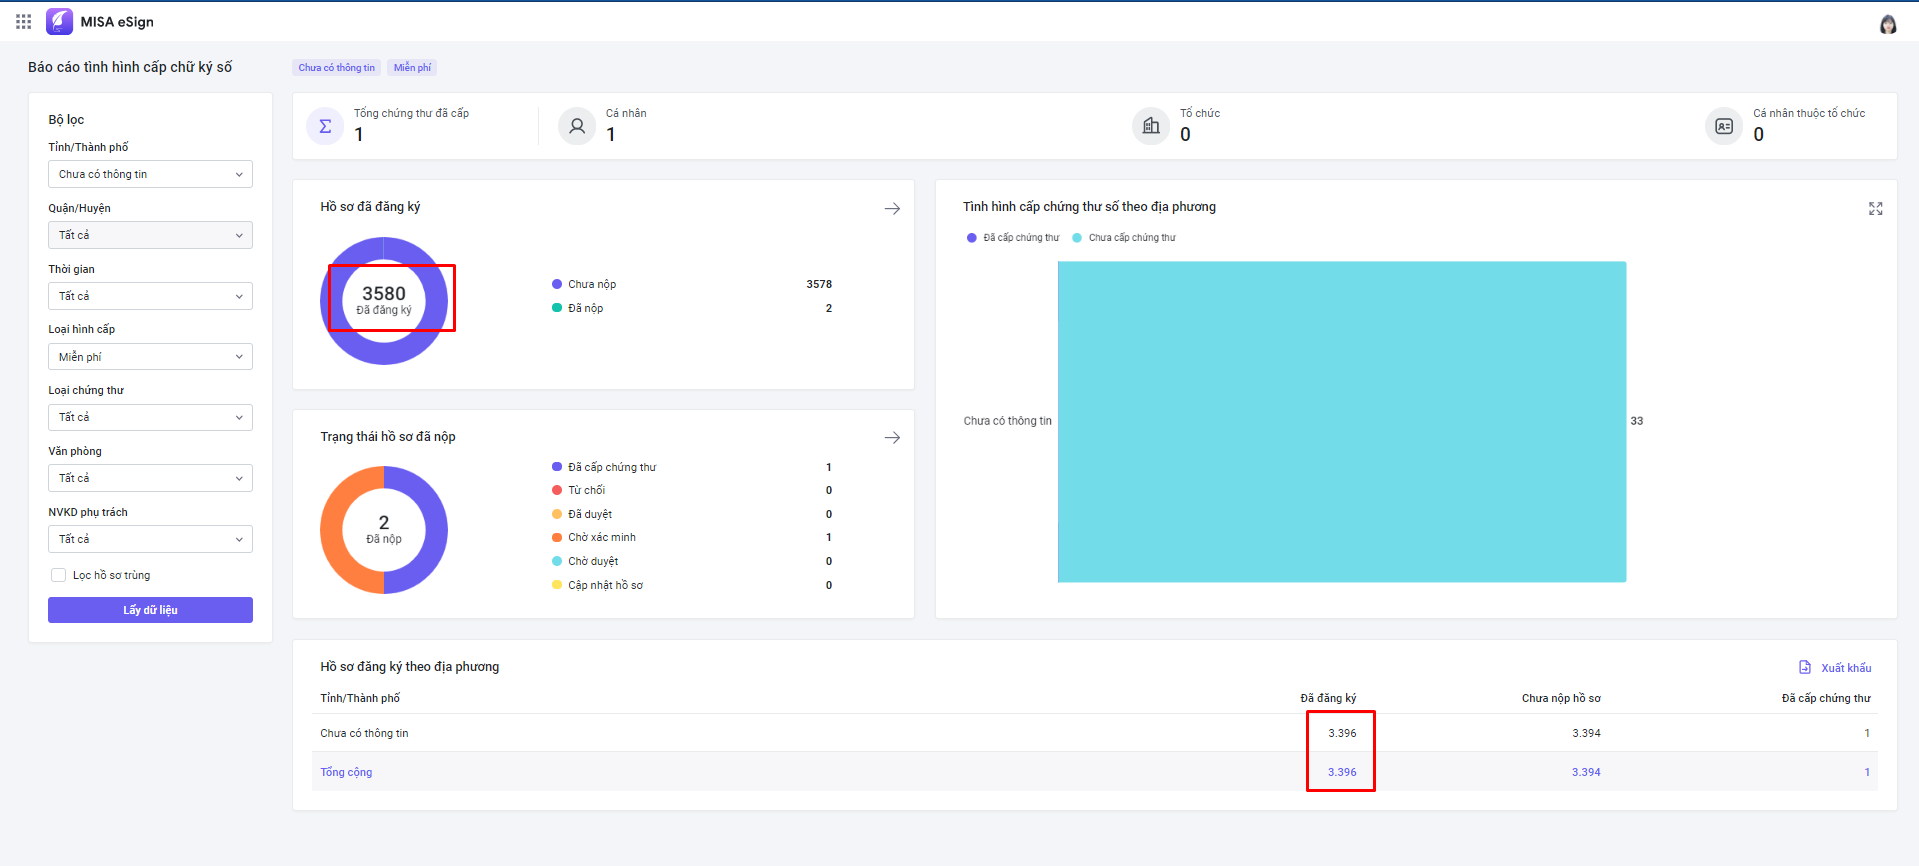 MISA eSign
Báo cáo tình hình cấp chữ ký số
Chưa có thông tin
Miễn phí
Bộ lọc
Tỉnh/Thành phố
Chưa có thông tin
Quận/Huyện
Tất cả
Thời gian
Tất cả
Loại hình cấp
Miễn phí
Loại chứng thư
Tất cả
Văn phòng
Tất cả
NVKD phụ trách
Tất cả
Lọc hồ sơ trùng
Lấy dữ liệu
Tổng chứng thư đã cấp
1
Cá nhân
1
Tổ chức
0
Cá nhân thuộc tổ chức
0
Hồ sơ đã đăng ký
3580
Đã đăng ký
Chưa nộp 3578
Đã nộp 2
Trạng thái hồ sơ đã nộp
2
Đã nộp
Đã cấp chứng thư 1
Từ chối 0
Đã duyệt 0
Chờ xác minh 1
Chờ duyệt 0
Cập nhật hồ sơ 0
Tình hình cấp chứng thư số theo địa phương
Đã cấp chứng thư Chưa cấp chứng thư
Chưa có thông tin 33
Hồ sơ đăng ký theo địa phương
Xuất khẩu
Tỉnh/Thành phố Đã đăng ký Chưa nộp hồ sơ Đã cấp chứng thư
Chưa có thông tin 3.396 3.394 1
Tổng cộng 3.396 3.394 1